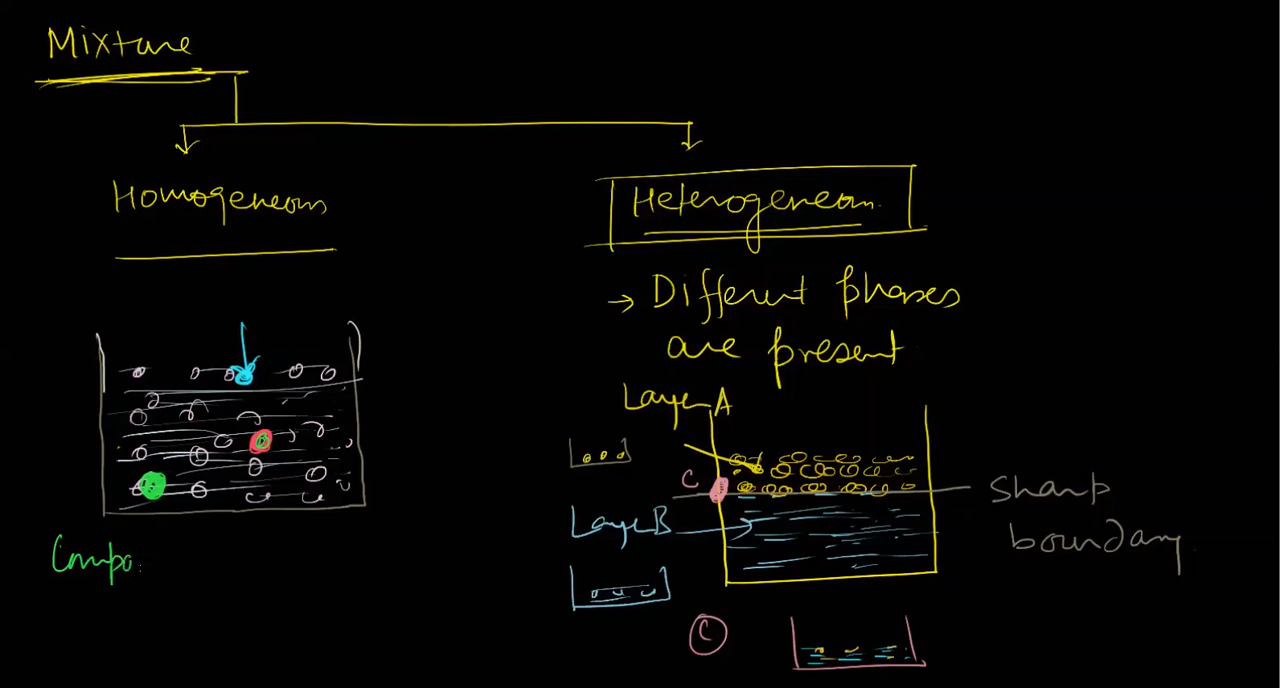 Mixture
Homogeneous
Heterogeneous
→ Different phases
are present
Layer A
C
Layer B
Sharp
boundary
Compo
C